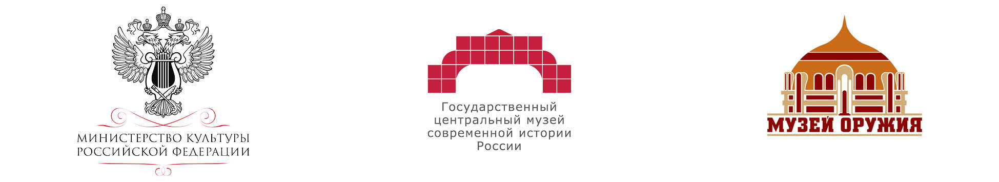 МИНИСТЕРСТВО КУЛЬТУРЫ
РОССИЙСКОЙ ФЕДЕРАЦИИ
Государственный
центральный музей
современной истории
России
МУЗЕЙ ОРУЖИЯ